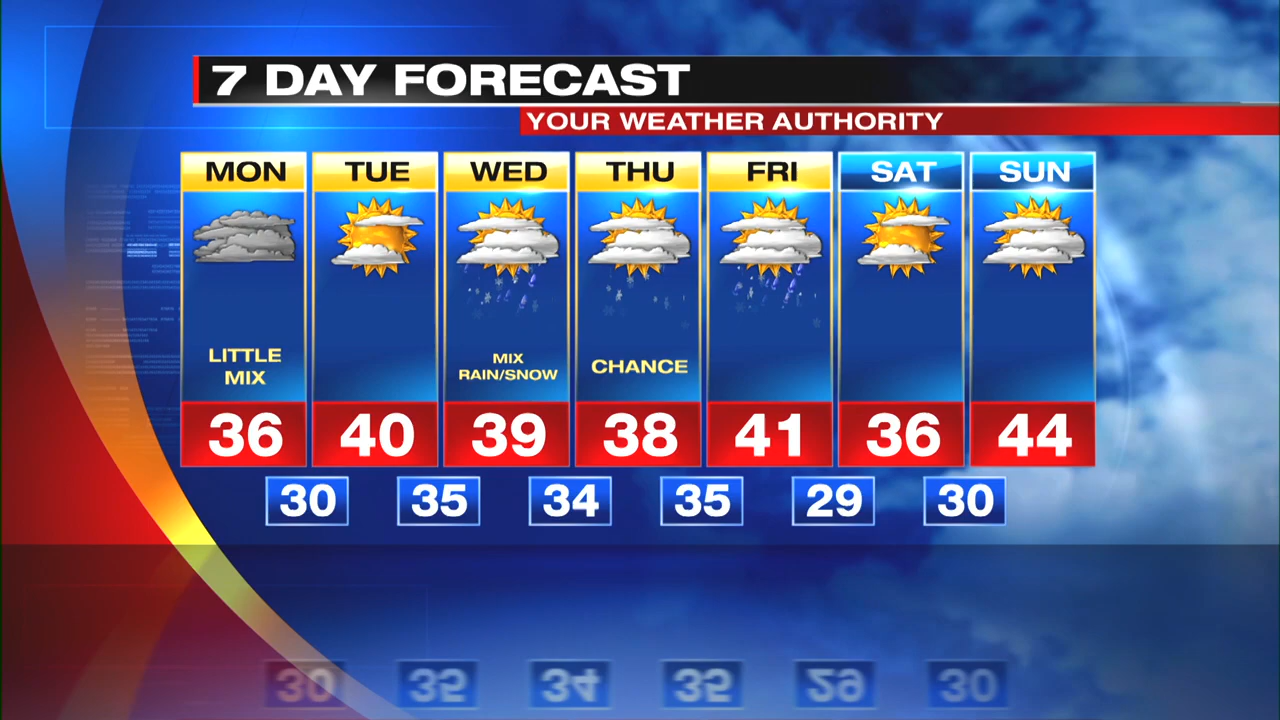 7 DAY FORECAST
YOUR WEATHER AUTHORITY
MON TUE WED THU FRI SAT SUN
LITTLE
MIX
MIX
RAIN/SNOW
CHANCE
36 40 39 38 41 36 44
30 35 34 35 29 30